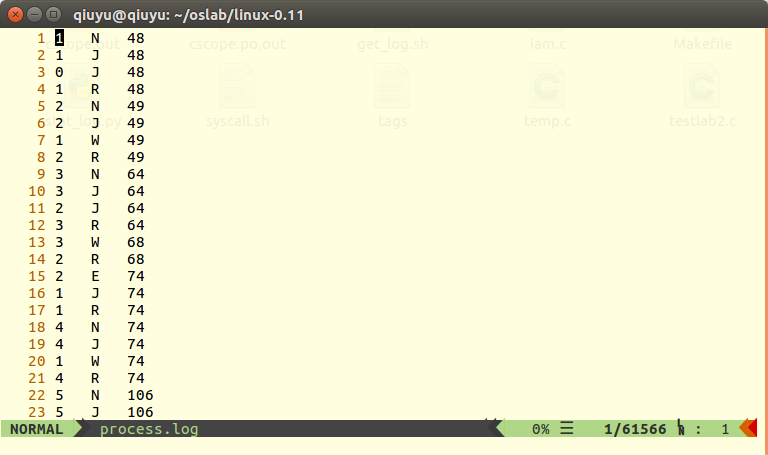 qiuyu@qiuyu: ~/oslab/linux-0.11
cscope.out cscope.po.out get_log.sh iam.c Makefile
1 1 N 48
2 1 J 48
3 0 J 48
4 1 R 48
5 2 N 49
6 2 J 49
stat_log.py syscall.sh tags temp.c testlab2.c
7 1 W 49
8 2 R 49
9 3 N 64
10 3 J 64
11 2 J 64
12 3 R 64
13 3 W 68
14 2 R 68
15 2 E 74
16 1 J 74
17 1 R 74
18 4 N 74
19 4 J 74
20 1 W 74
21 4 R 74
22 5 N 106
23 5 J 106
NORMAL process.log 0% ☰ 1/61566 : 1